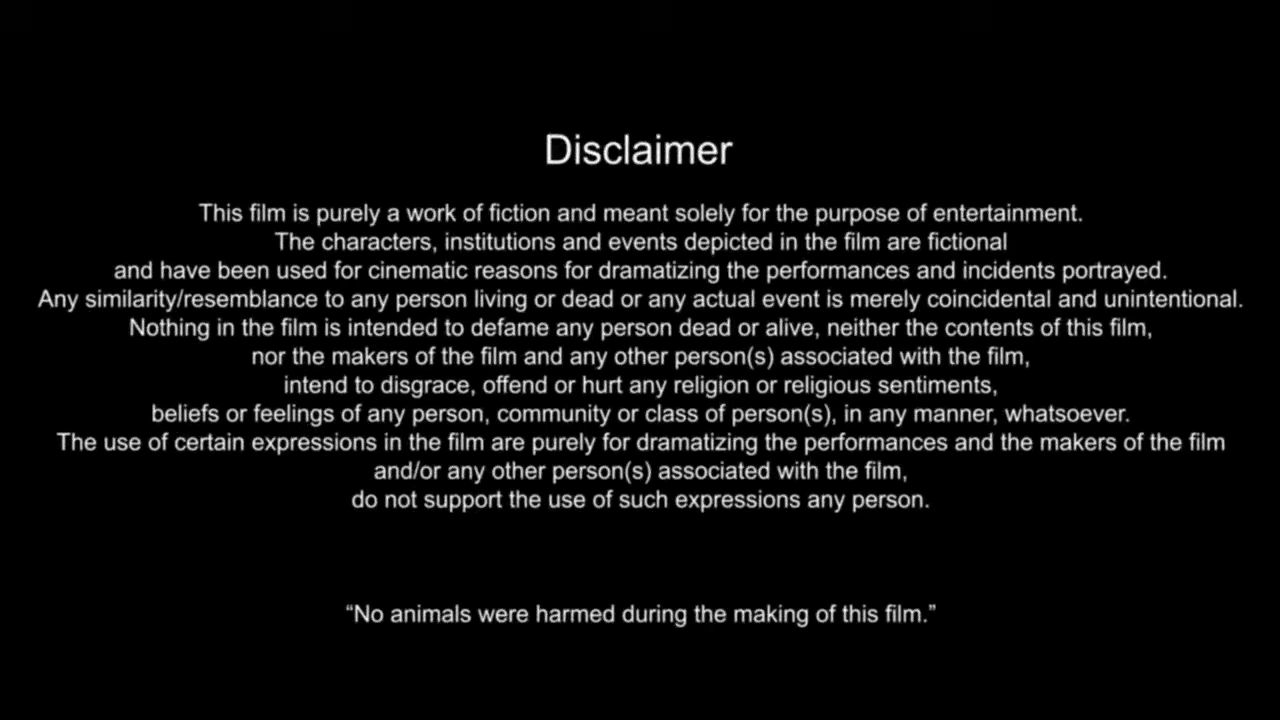 Disclaimer
This film is purely a work of fiction and meant solely for the purpose of entertainment.
The characters, institutions and events depicted in the film are fictional
and have been used for cinematic reasons for dramatizing the performances and incidents portrayed.
Any similarity/resemblance to any person living or dead or any actual event is merely coincidental and unintentional.
Nothing in the film is intended to defame any person dead or alive, neither the contents of this film,
nor the makers of the film and any other person(s) associated with the film,
intend to disgrace, offend or hurt any religion or religious sentiments,
beliefs or feelings of any person, community or class of person(s), in any manner, whatsoever.
The use of certain expressions in the film are purely for dramatizing the performances and the makers of the film
and/or any other person(s) associated with the film,
do not support the use of such expressions any person.
“No animals were harmed during the making of this film.”